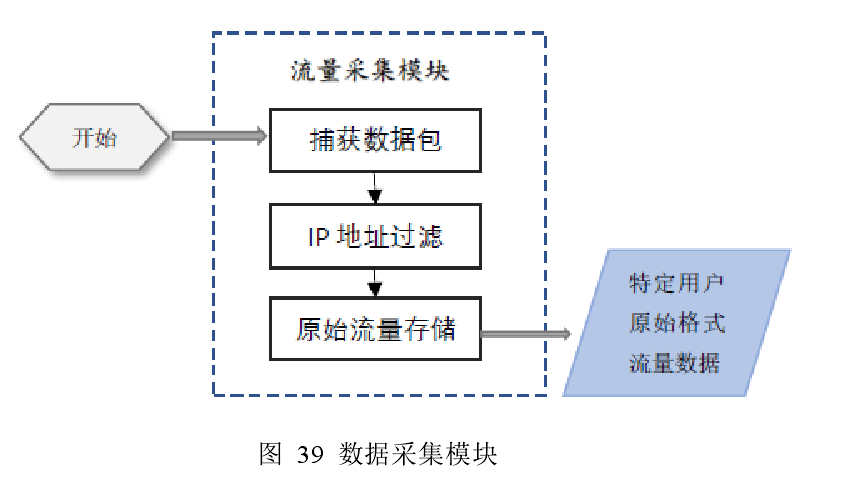 流量采集模块
开始
捕获数据包
IP 地址过滤
原始流量存储
特定用户
原始格式
流量数据
图 39 数据采集模块